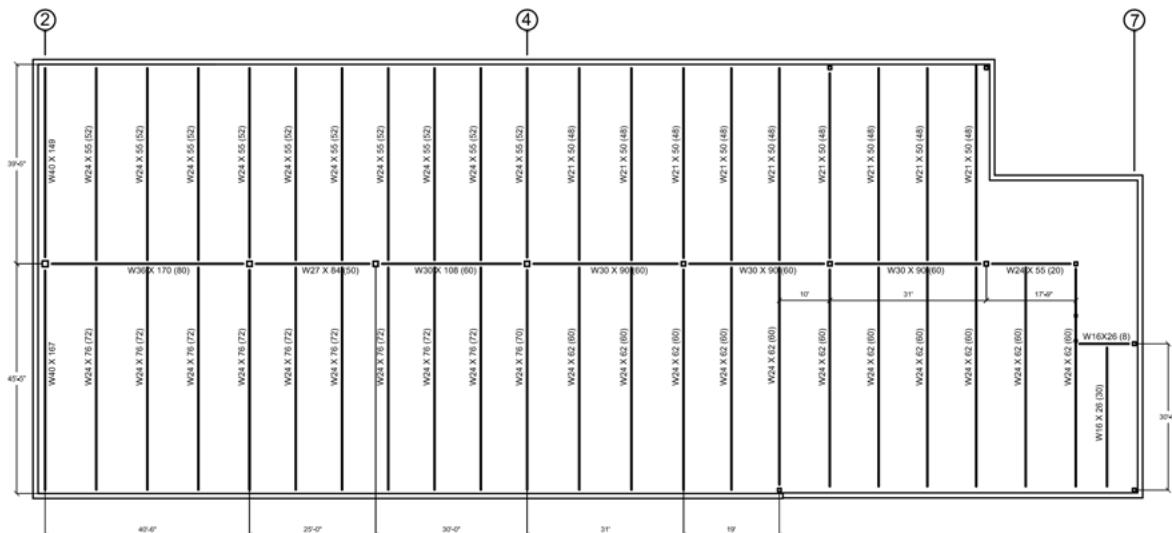 2
4
7
W40 X 149
W24 X 55 (52)
W24 X 55 (52)
W24 X 55 (52)
W24 X 55 (52)
W24 X 55 (52)
W24 X 55 (52)
W24 X 55 (52)
W24 X 55 (52)
W24 X 55 (52)
W24 X 55 (52)
W21 X 50 (48)
W21 X 50 (48)
W21 X 50 (48)
W21 X 50 (48)
W21 X 50 (48)
W21 X 50 (48)
W21 X 50 (48)
W21 X 50 (48)
W21 X 50 (48)
W36 X 170 (80)
W27 X 84 (50)
W30 X 108 (60)
W30 X 90 (60)
W30 X 90 (60)
W30 X 90 (60)
W24 X 55 (20)
10'
31'
W16X26 (8)
W40 X 167
W24 X 76 (72)
W24 X 76 (72)
W24 X 76 (72)
W24 X 76 (72)
W24 X 76 (72)
W24 X 76 (72)
W24 X 76 (72)
W24 X 76 (72)
W24 X 76 (72)
W24 X 76 (70)
W24 X 62 (60)
W24 X 62 (60)
W24 X 62 (60)
W24 X 62 (60)
W24 X 62 (60)
W24 X 62 (60)
W24 X 62 (60)
W24 X 62 (60)
W24 X 62 (60)
W24 X 62 (60)
W24 X 62 (60)
W16 X 26 (30)
45'-5"
40'-6"
25'-0"
30'-0"
31'
19'